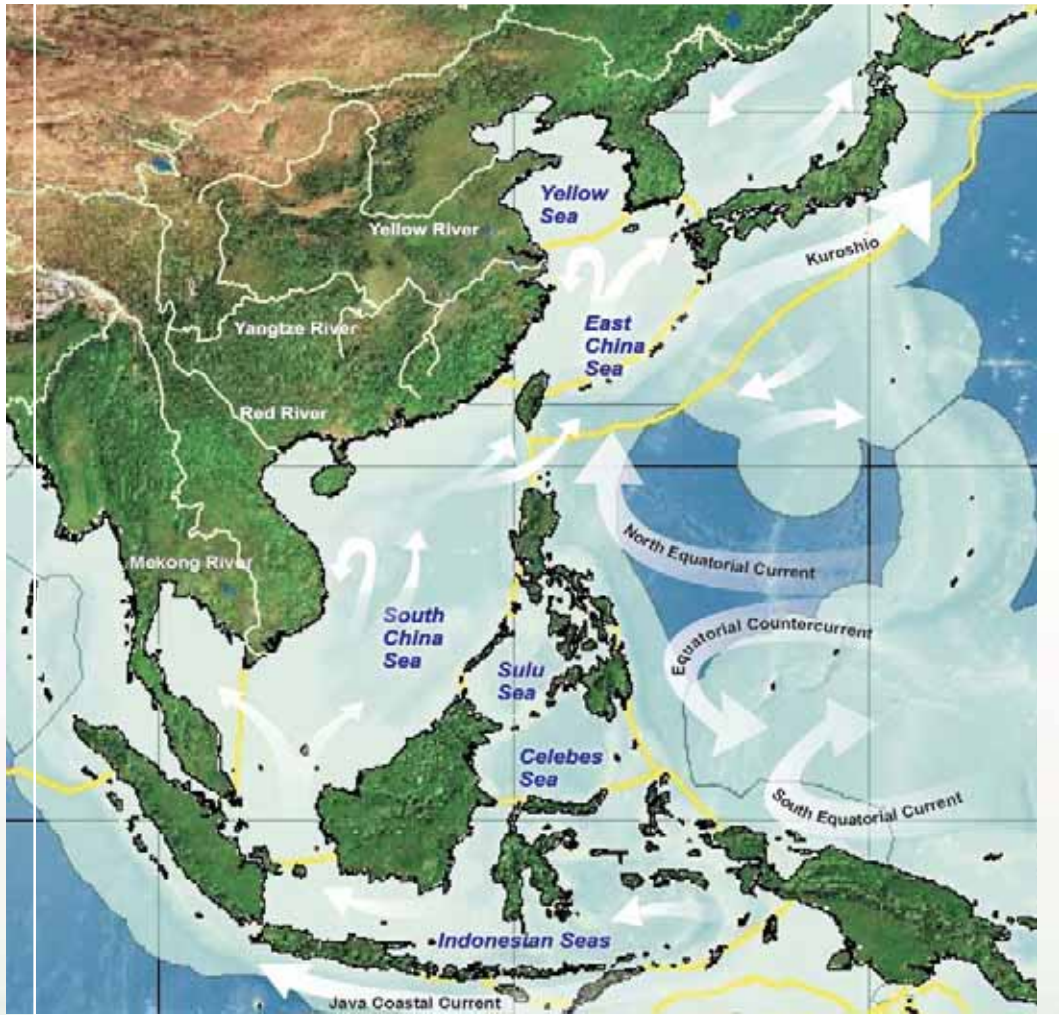 Yellow
Sea
Yellow River
Kuroshio
Yangtze River
East
China
Sea
Red River
North Equatorial Current
Mekong River
South
China
Sea
Equatorial Countercurrent
Sulu
Sea
Celebes
Sea
South Equatorial Current
Indonesian Seas
Java Coastal Current